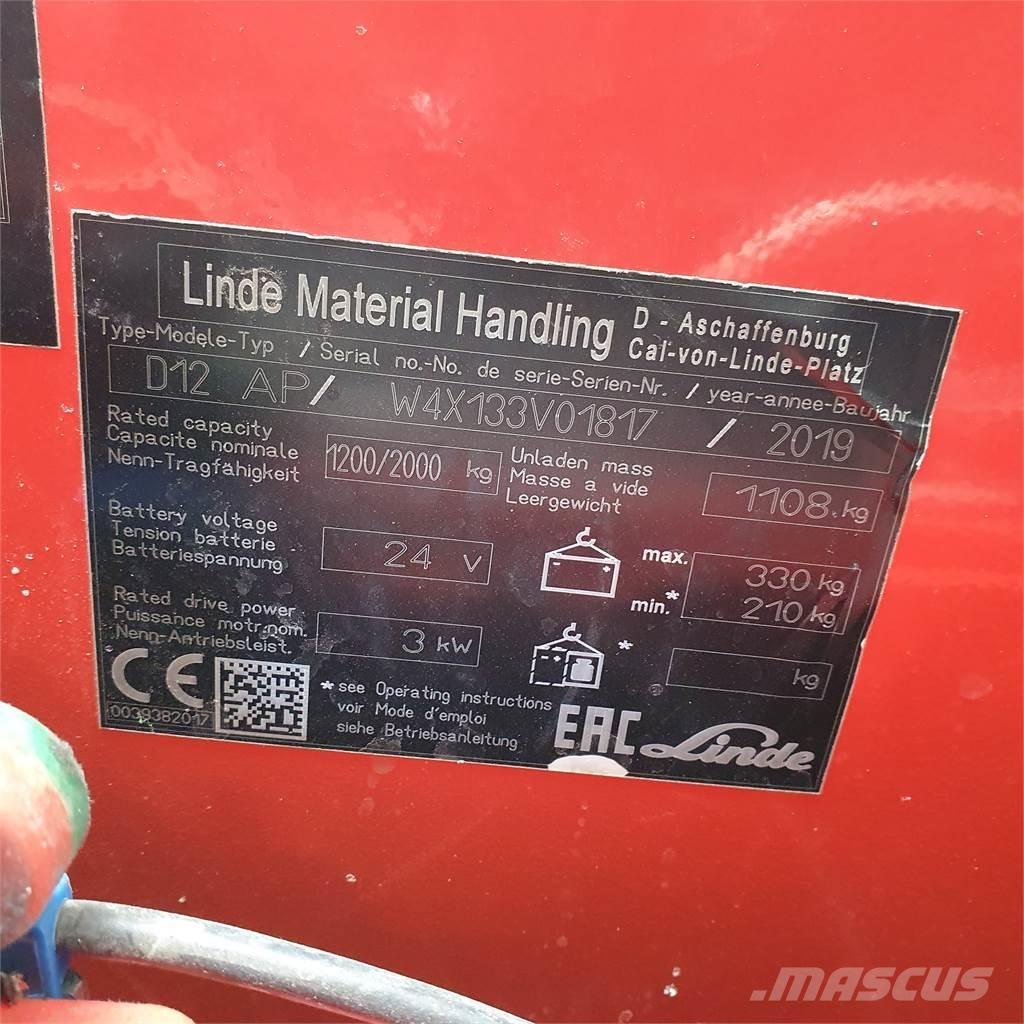 Linde Material Handling
D - Aschaffenburg
Cal-von-Linde-Platz
Type-Modele-Typ / Serial no.-No. de serie-Serien-Nr. / year-annee-Baujahr
D12 AP/ W4X133V01817 / 2019
Rated capacity
Capacite nominale
Nenn-Tragfähigkeit
1200/2000 kg
Unladen mass
Masse a vide
Leergewicht
1108 kg
Battery voltage
Tension batterie
Batteriespannung
24 V
max. 330 kg
min.* 210 kg
Rated drive power
Puissance motr.nom.
Nenn-Antriebsleist.
3 kW
* kg
CE
0039382017
* see Operating instructions
voir Mode d'emploi
siehe Betriebsanleitung
EAC
Linde
.MASCUS